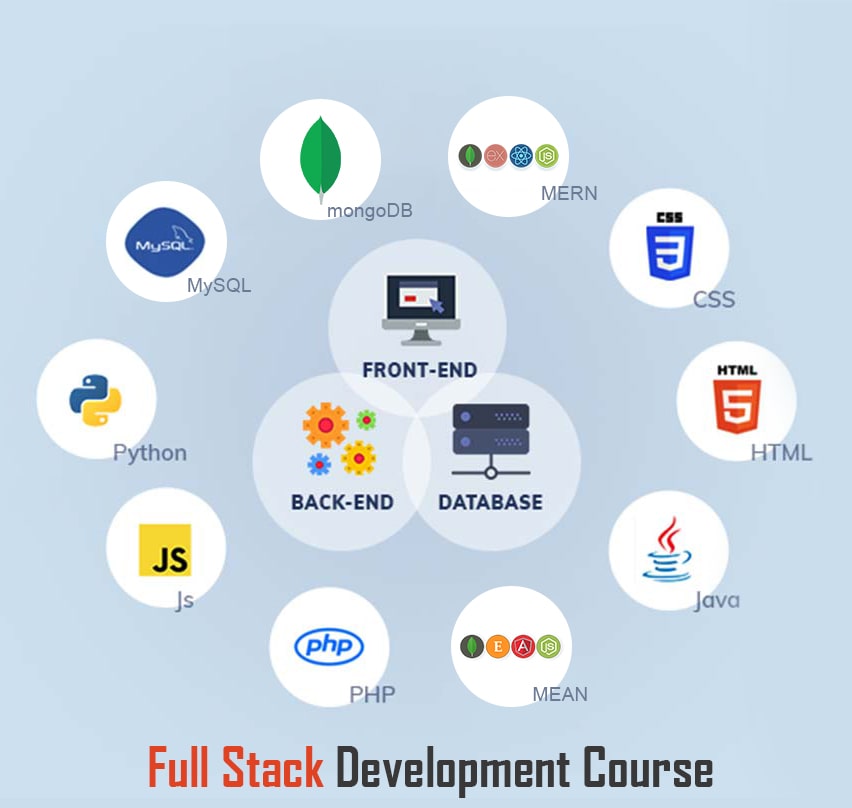 mongoDB
ex
JS
MERN
MySQL
MySQL
CSS
CSS
FRONT-END
Python
HTML
HTML
BACK-END
DATABASE
JS
Js
Java
php
PHP
E
A
JS
MEAN
Full Stack Development Course